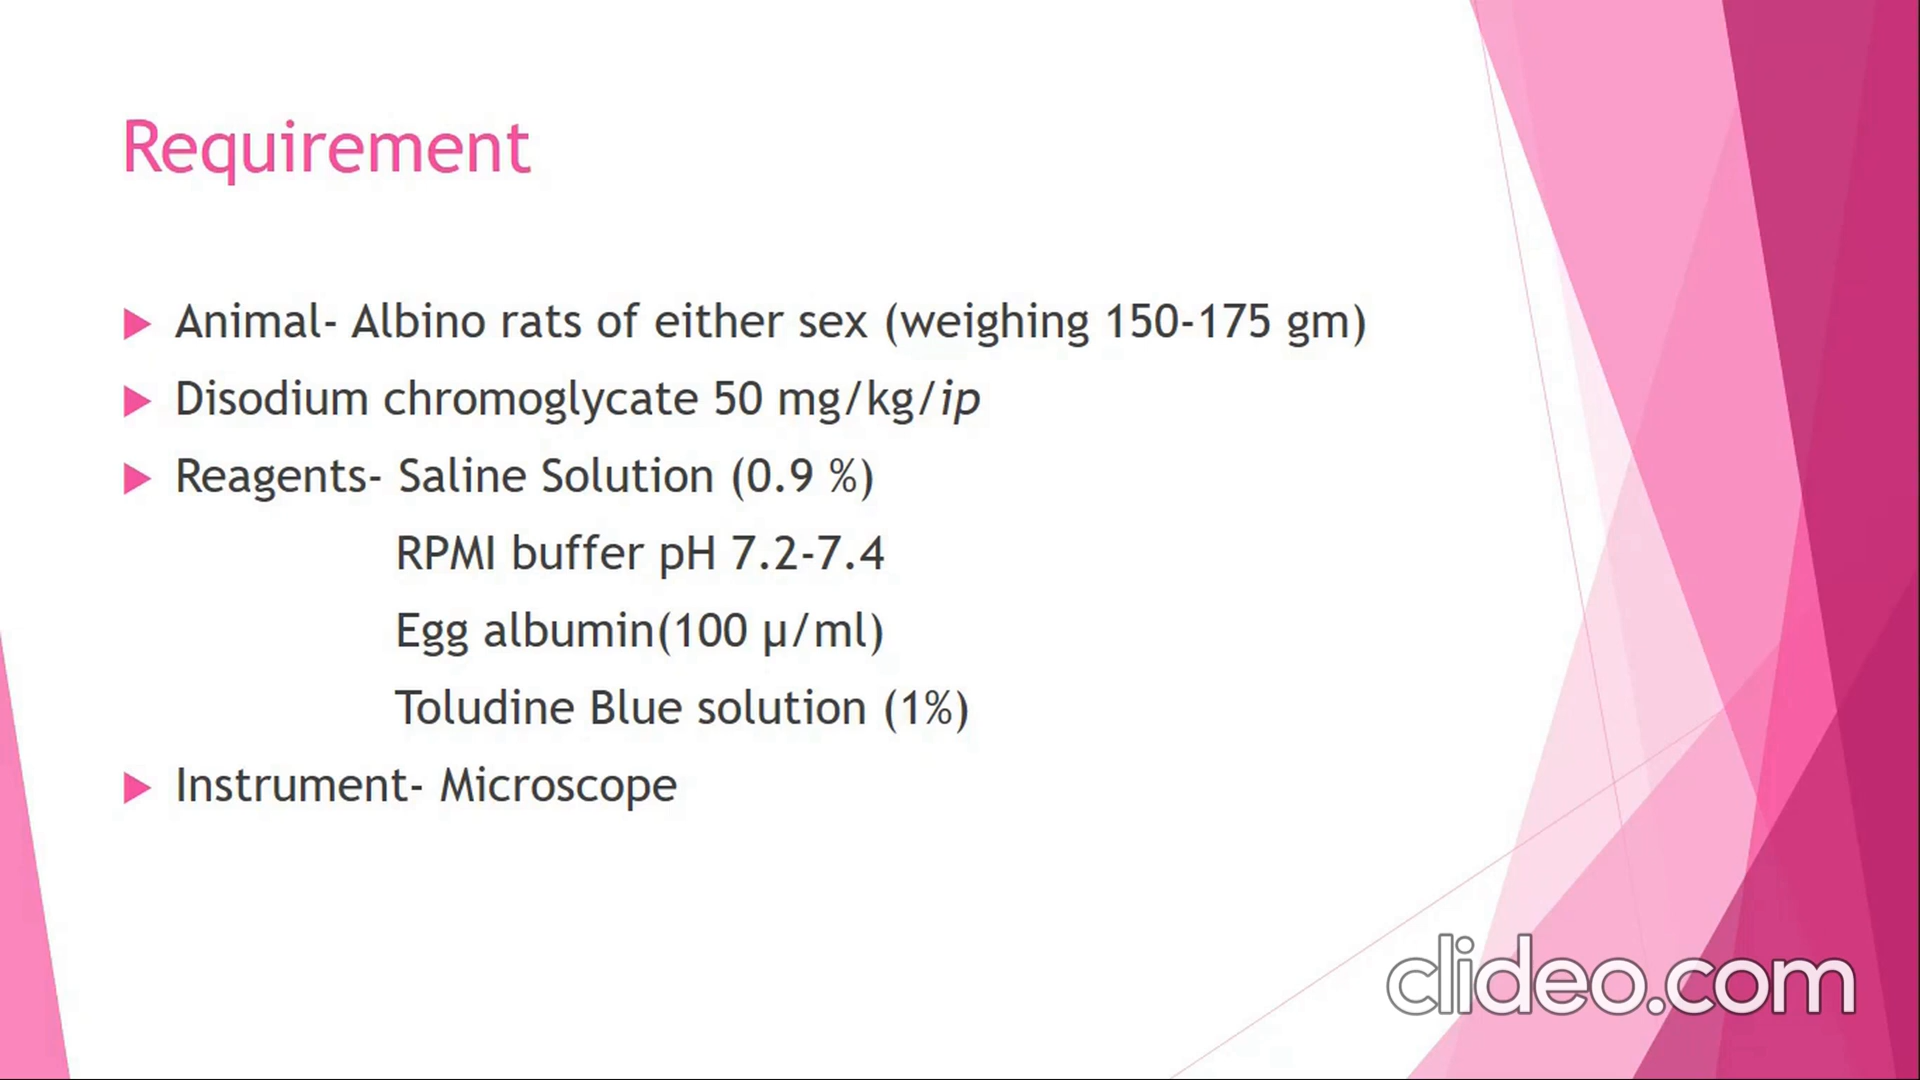 Requirement
Animal- Albino rats of either sex (weighing 150-175 gm)
Disodium chromoglycate 50 mg/kg/ip
Reagents- Saline Solution (0.9 %)
RPMI buffer pH 7.2-7.4
Egg albumin(100 µ/ml)
Toludine Blue solution (1%)
Instrument- Microscope
clideo.com